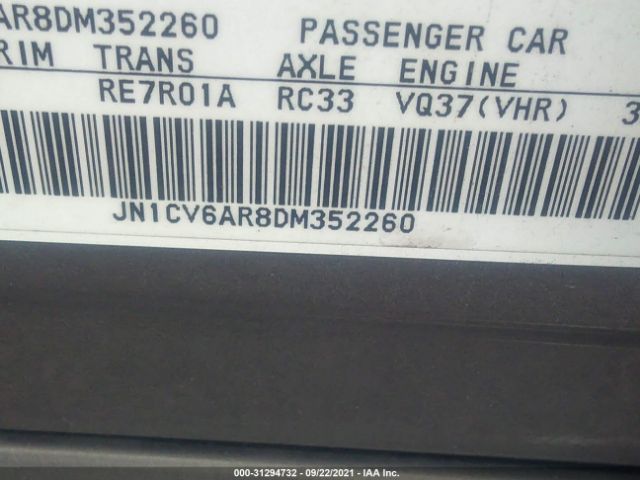 AR8DM352260 PASSENGER CAR
RIM TRANS AXLE ENGINE
RE7R01A RC33 VQ37(VHR) 3
JN1CV6AR8DM352260
000-31294732 - 09/22/2021 - IAA Inc.